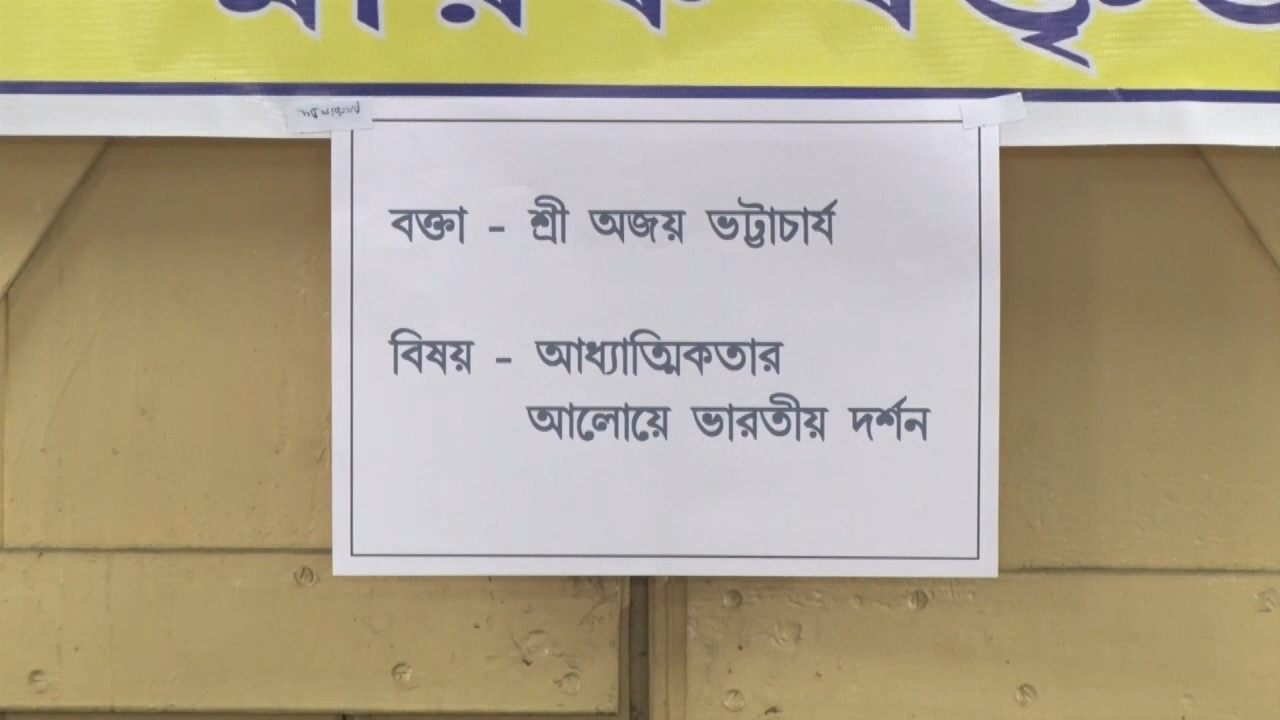 বক্তা - শ্রী অজয় ভট্টাচার্য
বিষয় - আধ্যাত্মিকতার
আলোয়ে ভারতীয় দর্শন